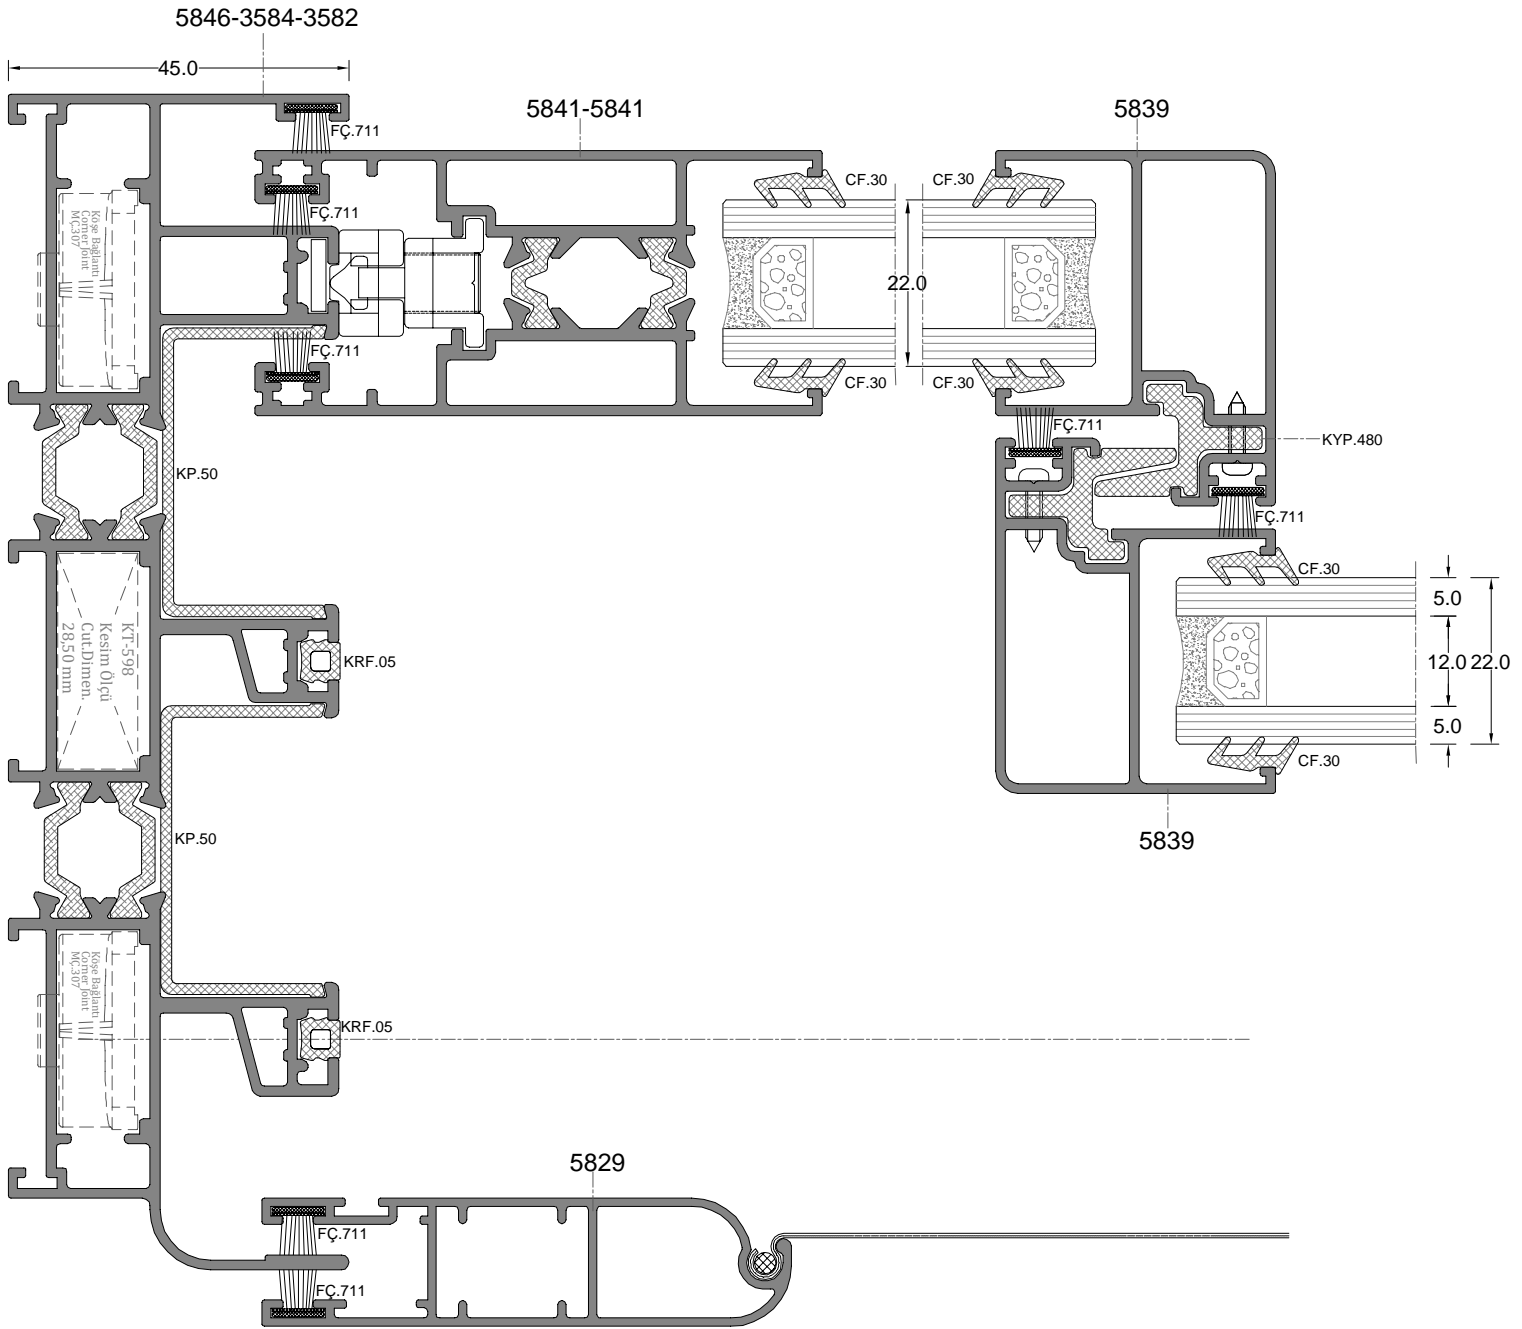 5846-3584-3582
45.0
5841-5841
5839
FÇ.711
CF.30
CF.30
FÇ.711
Köşe Bağlantı
Corner Joint
MÇ.307
22.0
FÇ.711
CF.30
CF.30
FÇ.711
KYP.480
KP.50
FÇ.711
CF.30
5.0
KT-598
Kesim Ölçü
Cut.Dimen.
28,50 mm
KRF.05
12.0
22.0
5.0
CF.30
KP.50
5839
Köşe Bağlantı
Corner Joint
MÇ.307
KRF.05
5829
FÇ.711
FÇ.711